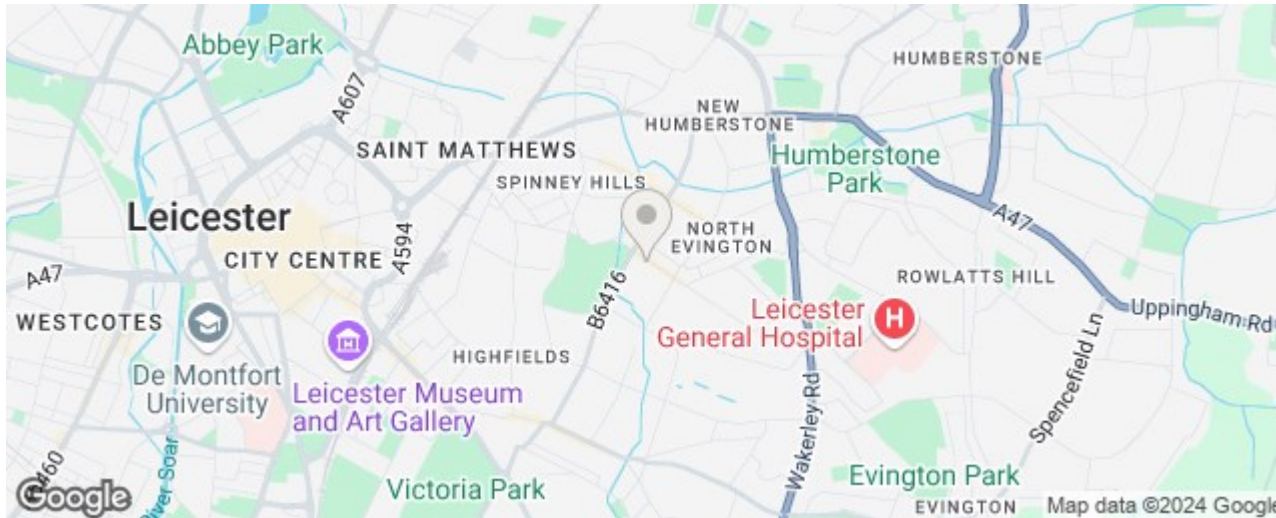 Abbey Park
A607
HUMBERSTONE
NEW
HUMBERSTONE
SAINT MATTHEWS
Humberstone
Park
SPINNEY HILLS
Leicester
NORTH
EVINGTON
A47
A594
CITY CENTRE
A47
ROWLATTS HILL
B6416
WESTCOTES
Leicester
General Hospital
H
Uppingham Rd
HIGHFIELDS
De Montfort
University
Leicester Museum
and Art Gallery
Spencefield Ln
Wakerley Rd
River Soar
Victoria Park
Evington Park
EVINGTON
Google
Map data ©2024 Google